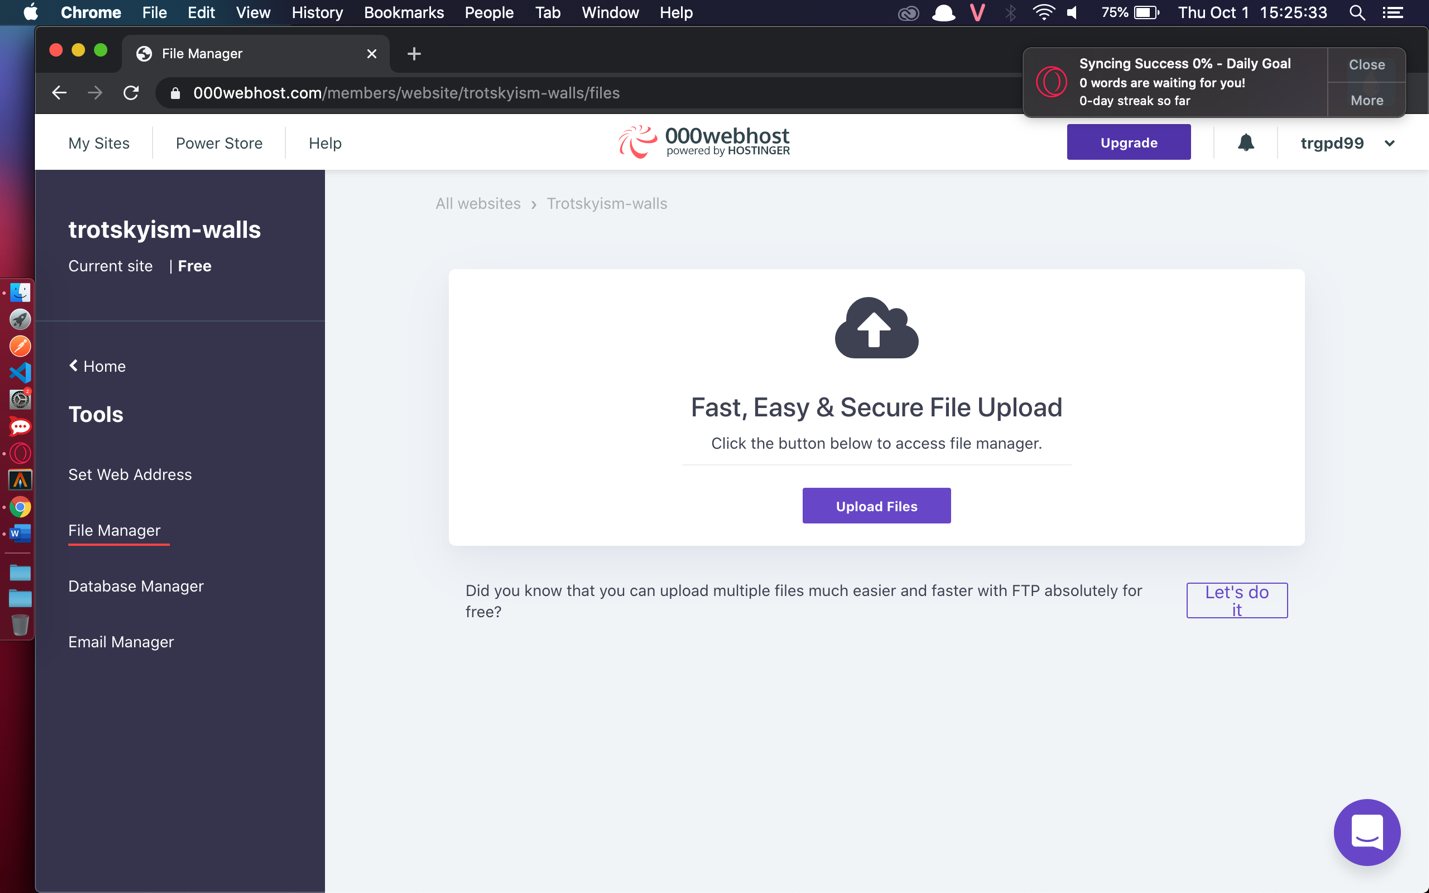 Chrome File Edit View History Bookmarks People Tab Window Help
75% Thu Oct 1 15:25:33
File Manager
000webhost.com/members/website/trotskyism-walls/files
Syncing Success 0% - Daily Goal
0 words are waiting for you!
0-day streak so far
Close
More
My Sites
Power Store
Help
000webhost
powered by HOSTINGER
Upgrade
trgpd99
trotskyism-walls
Current site | Free
Home
Tools
Set Web Address
File Manager
Database Manager
Email Manager
All websites › Trotskyism-walls
Fast, Easy & Secure File Upload
Click the button below to access file manager.
Upload Files
Did you know that you can upload multiple files much easier and faster with FTP absolutely for
free?
Let's do
it